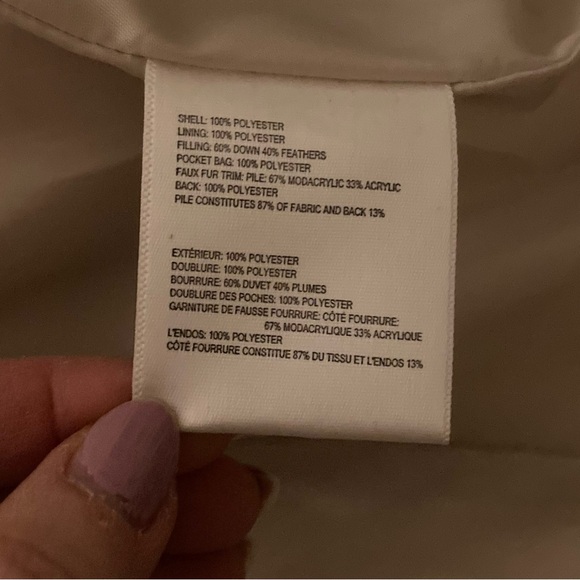 SHELL: 100% POLYESTER
LINING: 100% POLYESTER
FILLING: 60% DOWN 40% FEATHERS
POCKET BAG: 100% POLYESTER
FAUX FUR TRIM: PILE: 67% MODACRYLIC 33% ACRYLIC
BACK: 100% POLYESTER
PILE CONSTITUTES 87% OF FABRIC AND BACK 13%
EXTÉRIEUR: 100% POLYESTER
DOUBLURE: 100% POLYESTER
BOURRURE: 60% DUVET 40% PLUMES
DOUBLURE DES POCHES: 100% POLYESTER
GARNITURE DE FAUSSE FOURRURE: CÔTÉ FOURRURE:
67% MODACRYLIQUE 33% ACRYLIQUE
L'ENDOS: 100% POLYESTER
CÔTÉ FOURRURE CONSTITUE 87% DU TISSU ET L'ENDOS 13%